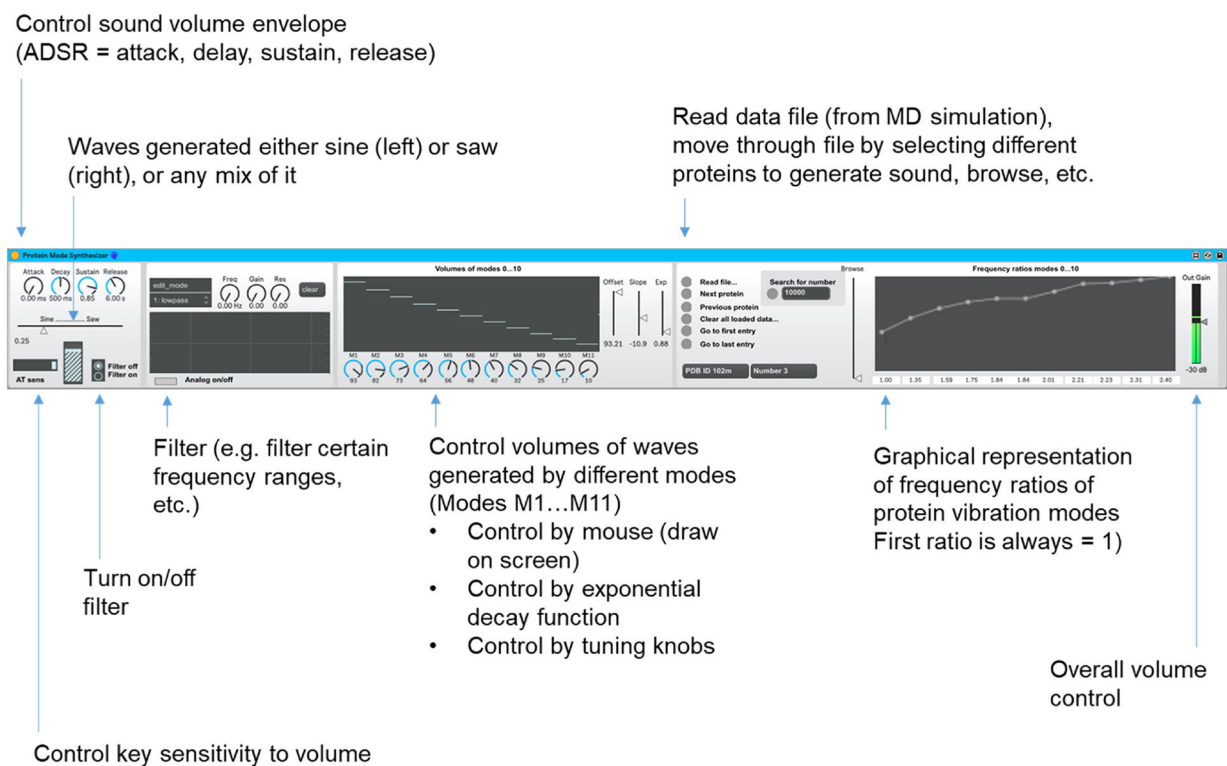 Control sound volume envelope
(ADSR = attack, delay, sustain, release)
Waves generated either sine (left) or saw
(right), or any mix of it
Read data file (from MD simulation),
move through file by selecting different
proteins to generate sound, browse, etc.
Protein Mode Synthesizer
Attack Decay Sustain Release
0.00 ms 500 ms 0.85 6.00 s
Sine ............... Saw
0.25
AT sens
Filter off
Filter on
edit_mode
1: lowpass
Freq Gain Res
0.00 Hz 0.00 0.00
clear
Analog on/off
Volumes of modes 0...10
M1 M2 M3 M4 M5 M6 M7 M8 M9 M10 M11
93 82 73 64 56 48 40 32 25 17 10
Offset Slope Exp
93.21 -10.9 0.88
Read file...
Next protein
Previous protein
Clear all loaded data...
Go to first entry
Go to last entry
Search for number
10000
PDB ID 102m
Number 3
Browse
Frequency ratios modes 0...10
1.00 1.35 1.59 1.75 1.84 1.84 2.01 2.21 2.23 2.31 2.40
Out Gain
-30 dB
Filter (e.g. filter certain
frequency ranges,
etc.)
Control volumes of waves
generated by different modes
(Modes M1…M11)
• Control by mouse (draw
on screen)
• Control by exponential
decay function
• Control by tuning knobs
Graphical representation
of frequency ratios of
protein vibration modes
First ratio is always = 1)
Turn on/off
filter
Overall volume
control
Control key sensitivity to volume